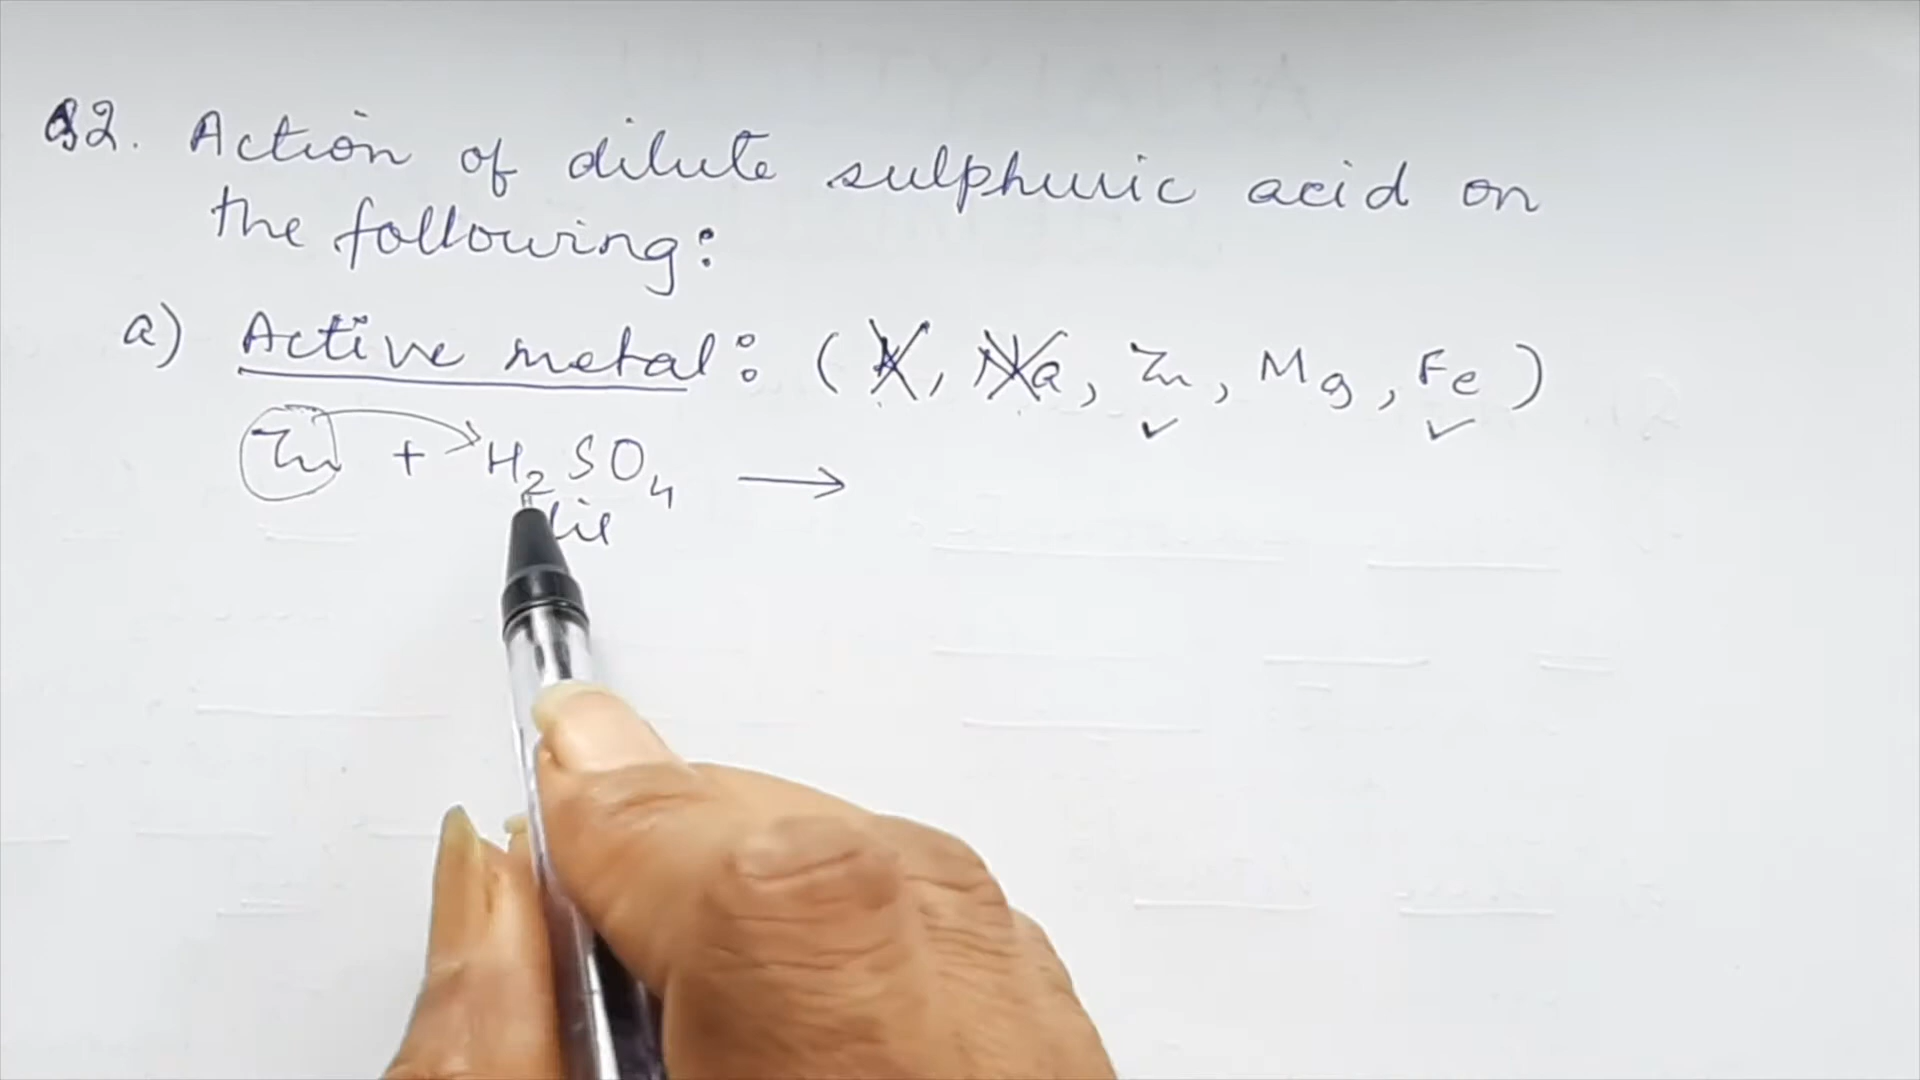 Q2. Action of dilute sulphuric acid on
the following:
a) Active metal: (K, Na, Zn, Mg, Fe)
Zn + H₂SO₄ →
dil